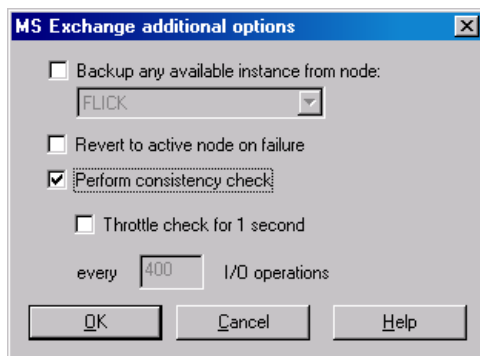 MS Exchange additional options
Backup any available instance from node:
FLICK
Revert to active node on failure
Perform consistency check
Throttle check for 1 second
every 400 I/O operations
OK Cancel Help